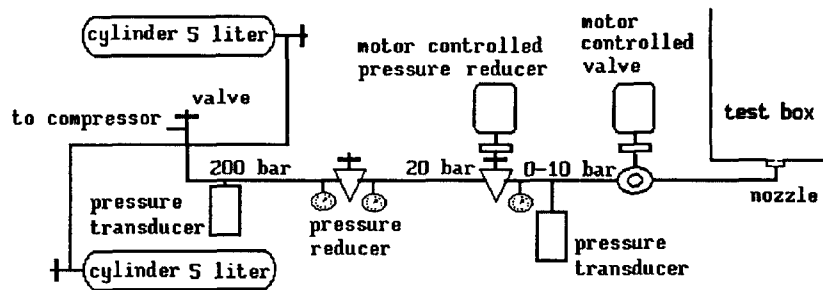 cylinder 5 liter
motor controlled
pressure reducer
motor
controlled
valve
valve
to compressor
test box
200 bar
20 bar
0-10 bar
nozzle
pressure
transducer
pressure
reducer
pressure
transducer
cylinder 5 liter